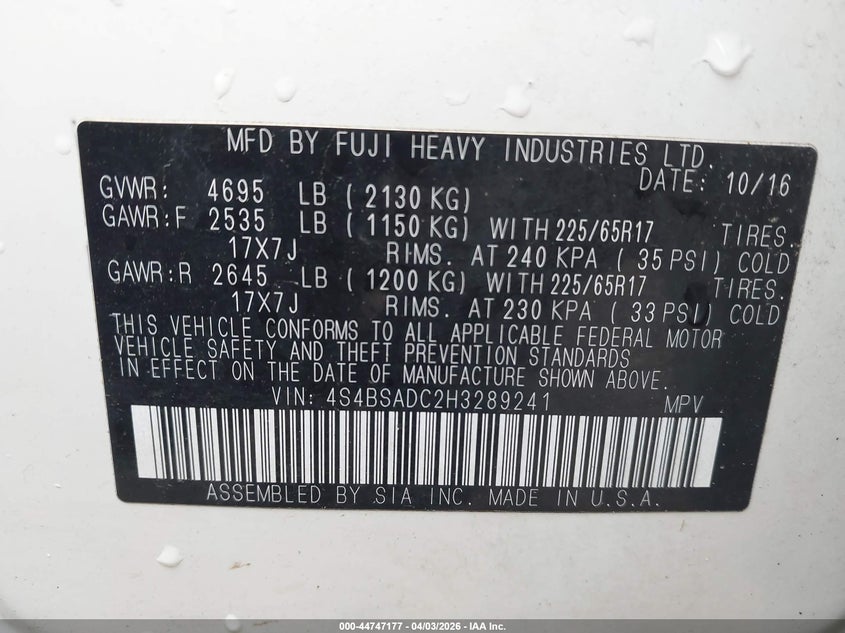 MFD BY FUJI HEAVY INDUSTRIES LTD.
DATE: 10/16
GVWR: 4695 LB ( 2130 KG)
GAWR:F 2535 LB ( 1150 KG) WITH 225/65R17 TIRES.
17X7J RIMS. AT 240 KPA ( 35 PSI) COLD
GAWR:R 2645 LB ( 1200 KG) WITH 225/65R17 TIRES.
17X7J RIMS. AT 230 KPA ( 33 PSI) COLD
THIS VEHICLE CONFORMS TO ALL APPLICABLE FEDERAL MOTOR
VEHICLE SAFETY AND THEFT PREVENTION STANDARDS
IN EFFECT ON THE DATE OF MANUFACTURE SHOWN ABOVE.
VIN: 4S4BSADC2H3289241 MPV
ASSEMBLED BY SIA INC. MADE IN U.S.A.
000-44747177 - 04/03/2026 - IAA Inc.